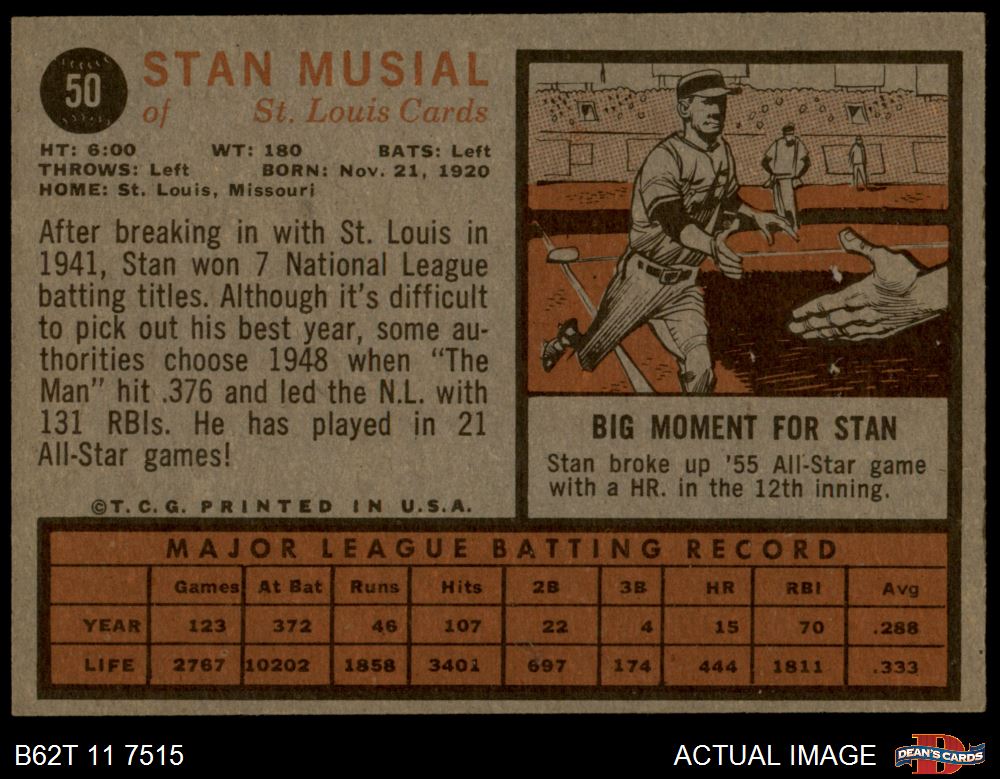 50
STAN MUSIAL
of St. Louis Cards
HT: 6:00 WT: 180 BATS: Left
THROWS: Left BORN: Nov. 21, 1920
HOME: St. Louis, Missouri
After breaking in with St. Louis in
1941, Stan won 7 National League
batting titles. Although it's difficult
to pick out his best year, some au-
thorities choose 1948 when "The
Man" hit .376 and led the N.L. with
131 RBIs. He has played in 21
All-Star games!
©T.C.G. PRINTED IN U.S.A.
BIG MOMENT FOR STAN
Stan broke up '55 All-Star game
with a HR. in the 12th inning.
MAJOR LEAGUE BATTING RECORD
Games At Bat Runs Hits 2B 3B HR RBI Avg
YEAR 123 372 46 107 22 4 15 70 .288
LIFE 2767 10202 1858 3401 697 174 444 1811 .333
B62T 11 7515 ACTUAL IMAGE DEAN'S CARDS